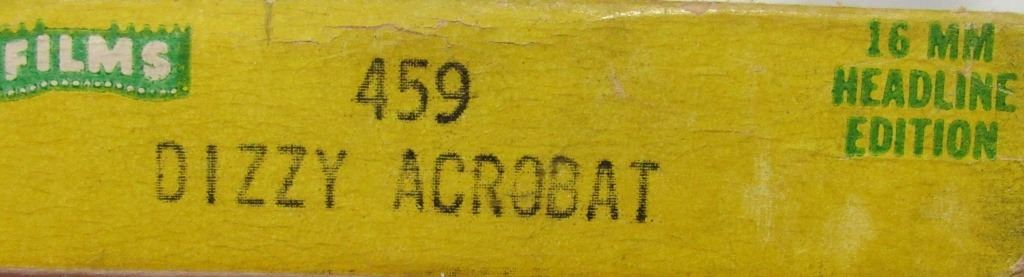 FILMS
459
DIZZY ACROBAT
16 MM
HEADLINE
EDITION